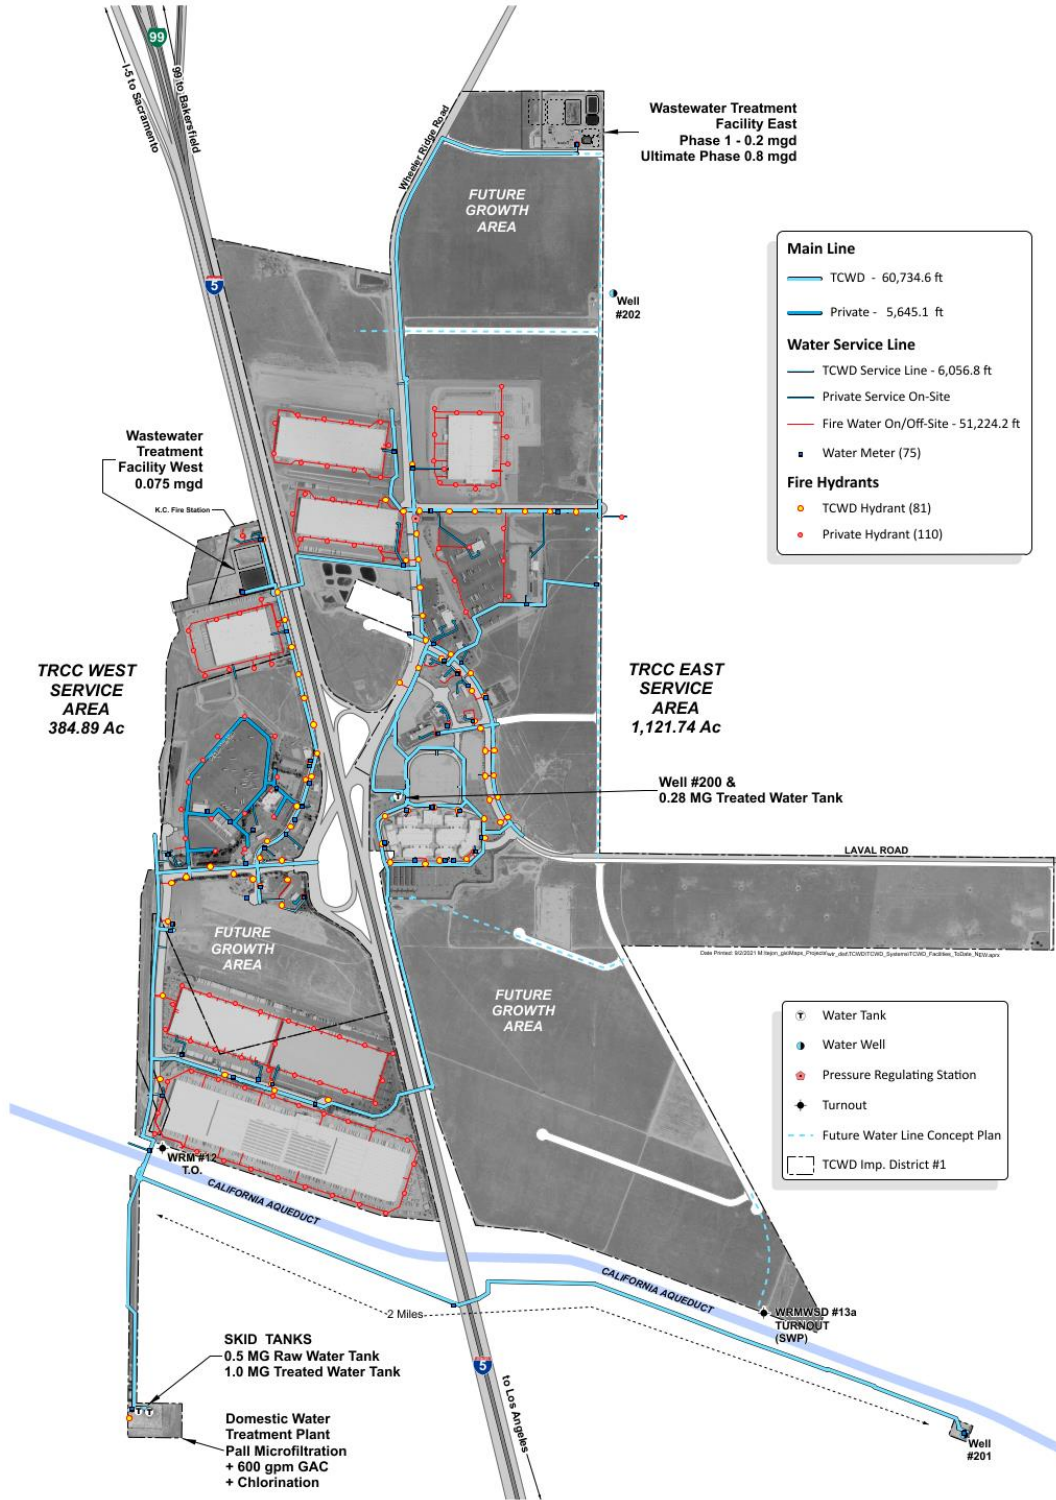 99
I-5 to Sacramento
99 to Bakersfield
Wheeler Ridge Road
Wastewater Treatment
Facility East
Phase 1 - 0.2 mgd
Ultimate Phase 0.8 mgd
FUTURE
GROWTH
AREA
5
Well
#202
Main Line
TCWD - 60,734.6 ft
Private - 5,645.1 ft
Water Service Line
TCWD Service Line - 6,056.8 ft
Private Service On-Site
Fire Water On/Off-Site - 51,224.2 ft
Water Meter (75)
Fire Hydrants
TCWD Hydrant (81)
Private Hydrant (110)
Wastewater
Treatment
Facility West
0.075 mgd
K.C. Fire Station
TRCC WEST
SERVICE
AREA
384.89 Ac
TRCC EAST
SERVICE
AREA
1,121.74 Ac
Well #200 &
0.28 MG Treated Water Tank
T
LAVAL ROAD
FUTURE
GROWTH
AREA
FUTURE
GROWTH
AREA
T Water Tank
Water Well
Pressure Regulating Station
Turnout
Future Water Line Concept Plan
TCWD Imp. District #1
WRM #12
T.O.
CALIFORNIA AQUEDUCT
CALIFORNIA AQUEDUCT
2 Miles
WRMWSD #13a
TURNOUT
(SWP)
SKID TANKS
0.5 MG Raw Water Tank
1.0 MG Treated Water Tank
5
to Los Angeles
T T
Domestic Water
Treatment Plant
Pall Microfiltration
+ 600 gpm GAC
+ Chlorination
Well
#201